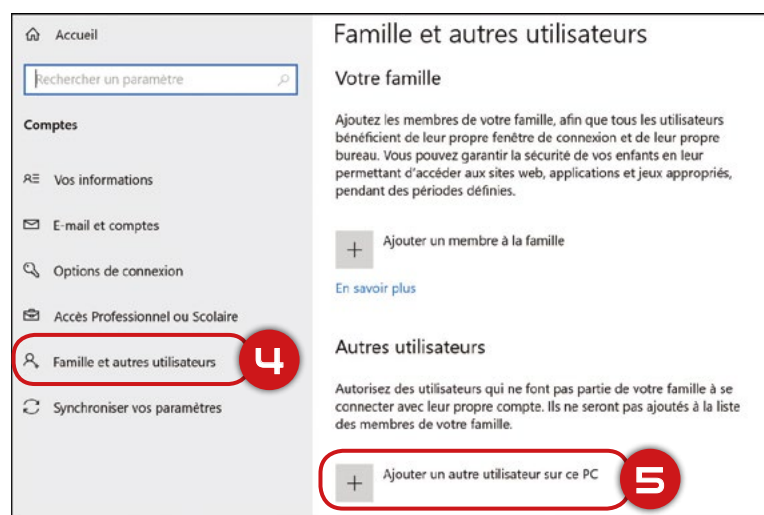 Accueil
Rechercher un paramètre
Comptes
Vos informations
E-mail et comptes
Options de connexion
Accès Professionnel ou Scolaire
Famille et autres utilisateurs
4
Synchroniser vos paramètres
Famille et autres utilisateurs
Votre famille
Ajoutez les membres de votre famille, afin que tous les utilisateurs
bénéficient de leur propre fenêtre de connexion et de leur propre
bureau. Vous pouvez garantir la sécurité de vos enfants en leur
permettant d'accéder aux sites web, applications et jeux appropriés,
pendant des périodes définies.
Ajouter un membre à la famille
En savoir plus
Autres utilisateurs
Autorisez des utilisateurs qui ne font pas partie de votre famille à se
connecter avec leur propre compte. Ils ne seront pas ajoutés à la liste
des membres de votre famille.
Ajouter un autre utilisateur sur ce PC
5